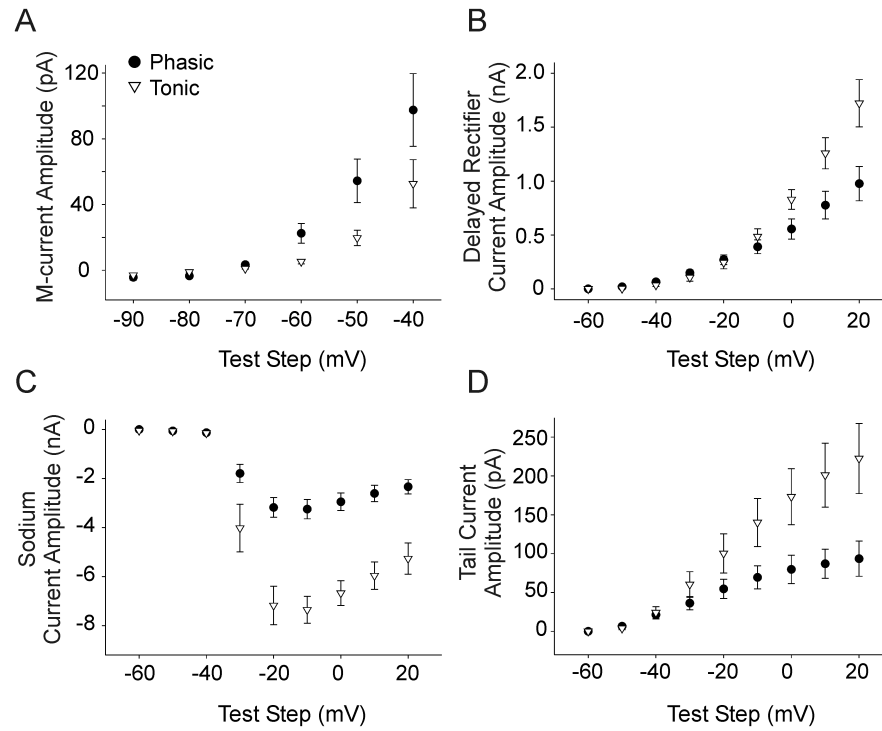 A
M-current Amplitude (pA)
120
80
40
0
Phasic
Tonic
-90 -80 -70 -60 -50 -40
Test Step (mV)
B
Delayed Rectifier
Current Amplitude (nA)
2.0
1.5
1.0
0.5
0
-60 -40 -20 0 20
Test Step (mV)
C
Sodium
Current Amplitude (nA)
0
-2
-4
-6
-8
-60 -40 -20 0 20
Test Step (mV)
D
Tail Current
Amplitude (pA)
250
200
150
100
50
0
-60 -40 -20 0 20
Test Step (mV)